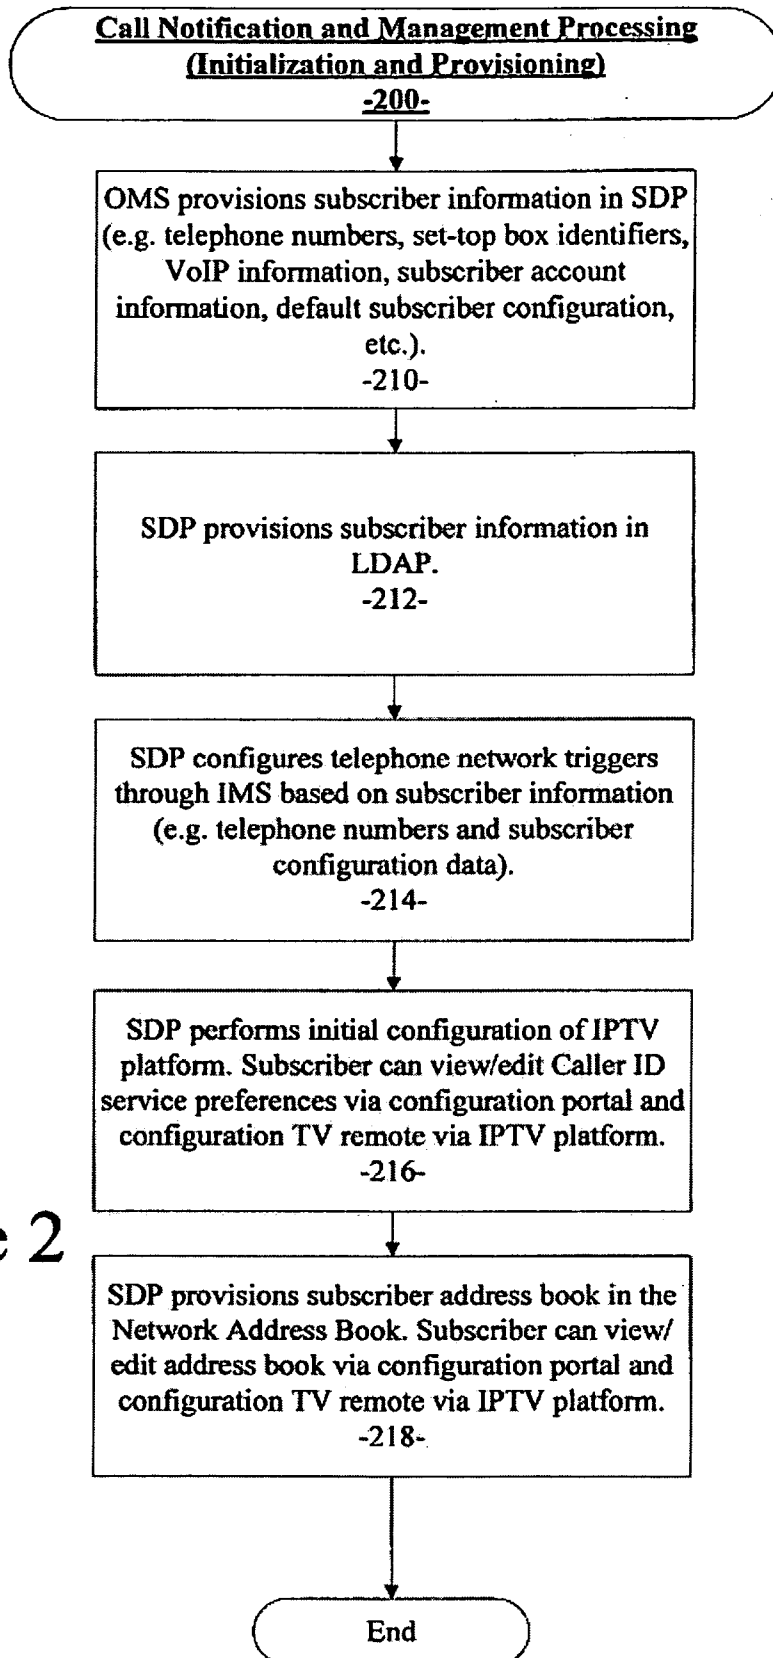 Call Notification and Management Processing
(Initialization and Provisioning)
-200-
OMS provisions subscriber information in SDP
(e.g. telephone numbers, set-top box identifiers,
VoIP information, subscriber account
information, default subscriber configuration,
etc.).
-210-
SDP provisions subscriber information in
LDAP.
-212-
SDP configures telephone network triggers
through IMS based on subscriber information
(e.g. telephone numbers and subscriber
configuration data).
-214-
SDP performs initial configuration of IPTV
platform. Subscriber can view/edit Caller ID
service preferences via configuration portal and
configuration TV remote via IPTV platform.
-216-
2
SDP provisions subscriber address book in the
Network Address Book. Subscriber can view/
edit address book via configuration portal and
configuration TV remote via IPTV platform.
-218-
End